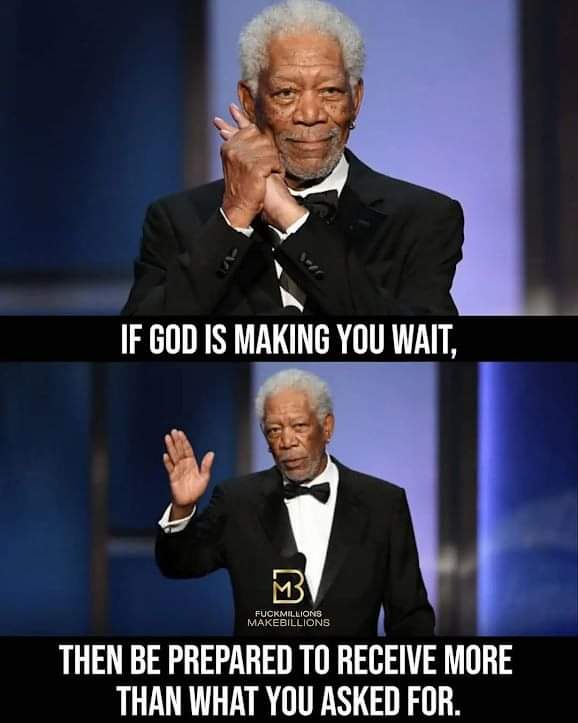 IF GOD IS MAKING YOU WAIT,
MB
FUCKMILLIONS
MAKEBILLIONS
THEN BE PREPARED TO RECEIVE MORE
THAN WHAT YOU ASKED FOR.